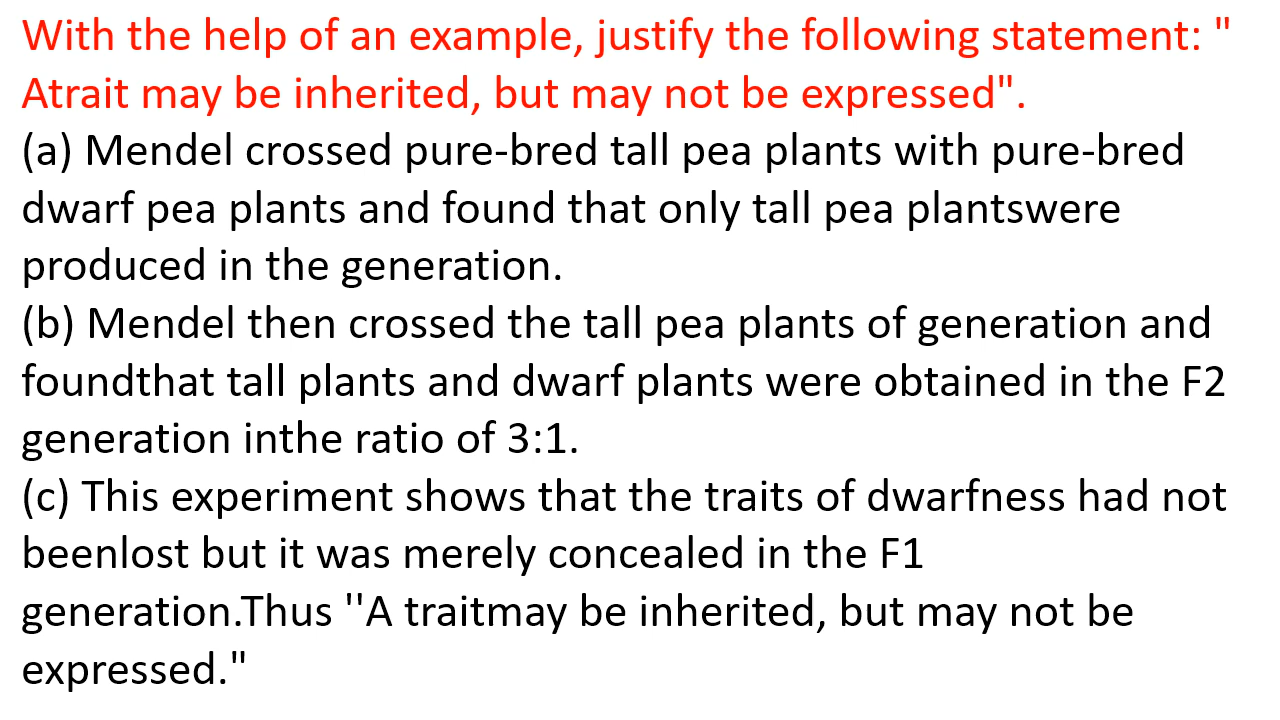 With the help of an example, justify the following statement: "
Atrait may be inherited, but may not be expressed".
(a) Mendel crossed pure-bred tall pea plants with pure-bred
dwarf pea plants and found that only tall pea plantswere
produced in the generation.
(b) Mendel then crossed the tall pea plants of generation and
foundthat tall plants and dwarf plants were obtained in the F2
generation inthe ratio of 3:1.
(c) This experiment shows that the traits of dwarfness had not
beenlost but it was merely concealed in the F1
generation.Thus ''A traitmay be inherited, but may not be
expressed."